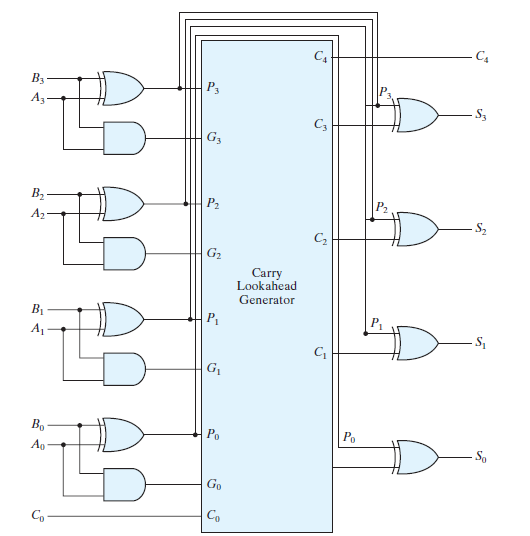 C₄
C₄
B₃
P₃
P₃
A₃
S₃
C₃
G₃
B₂
P₂
P₂
A₂
S₂
C₂
G₂
Carry
Lookahead
Generator
B₁
P₁
P₁
A₁
S₁
C₁
G₁
B₀
P₀
P₀
A₀
S₀
G₀
C₀
C₀